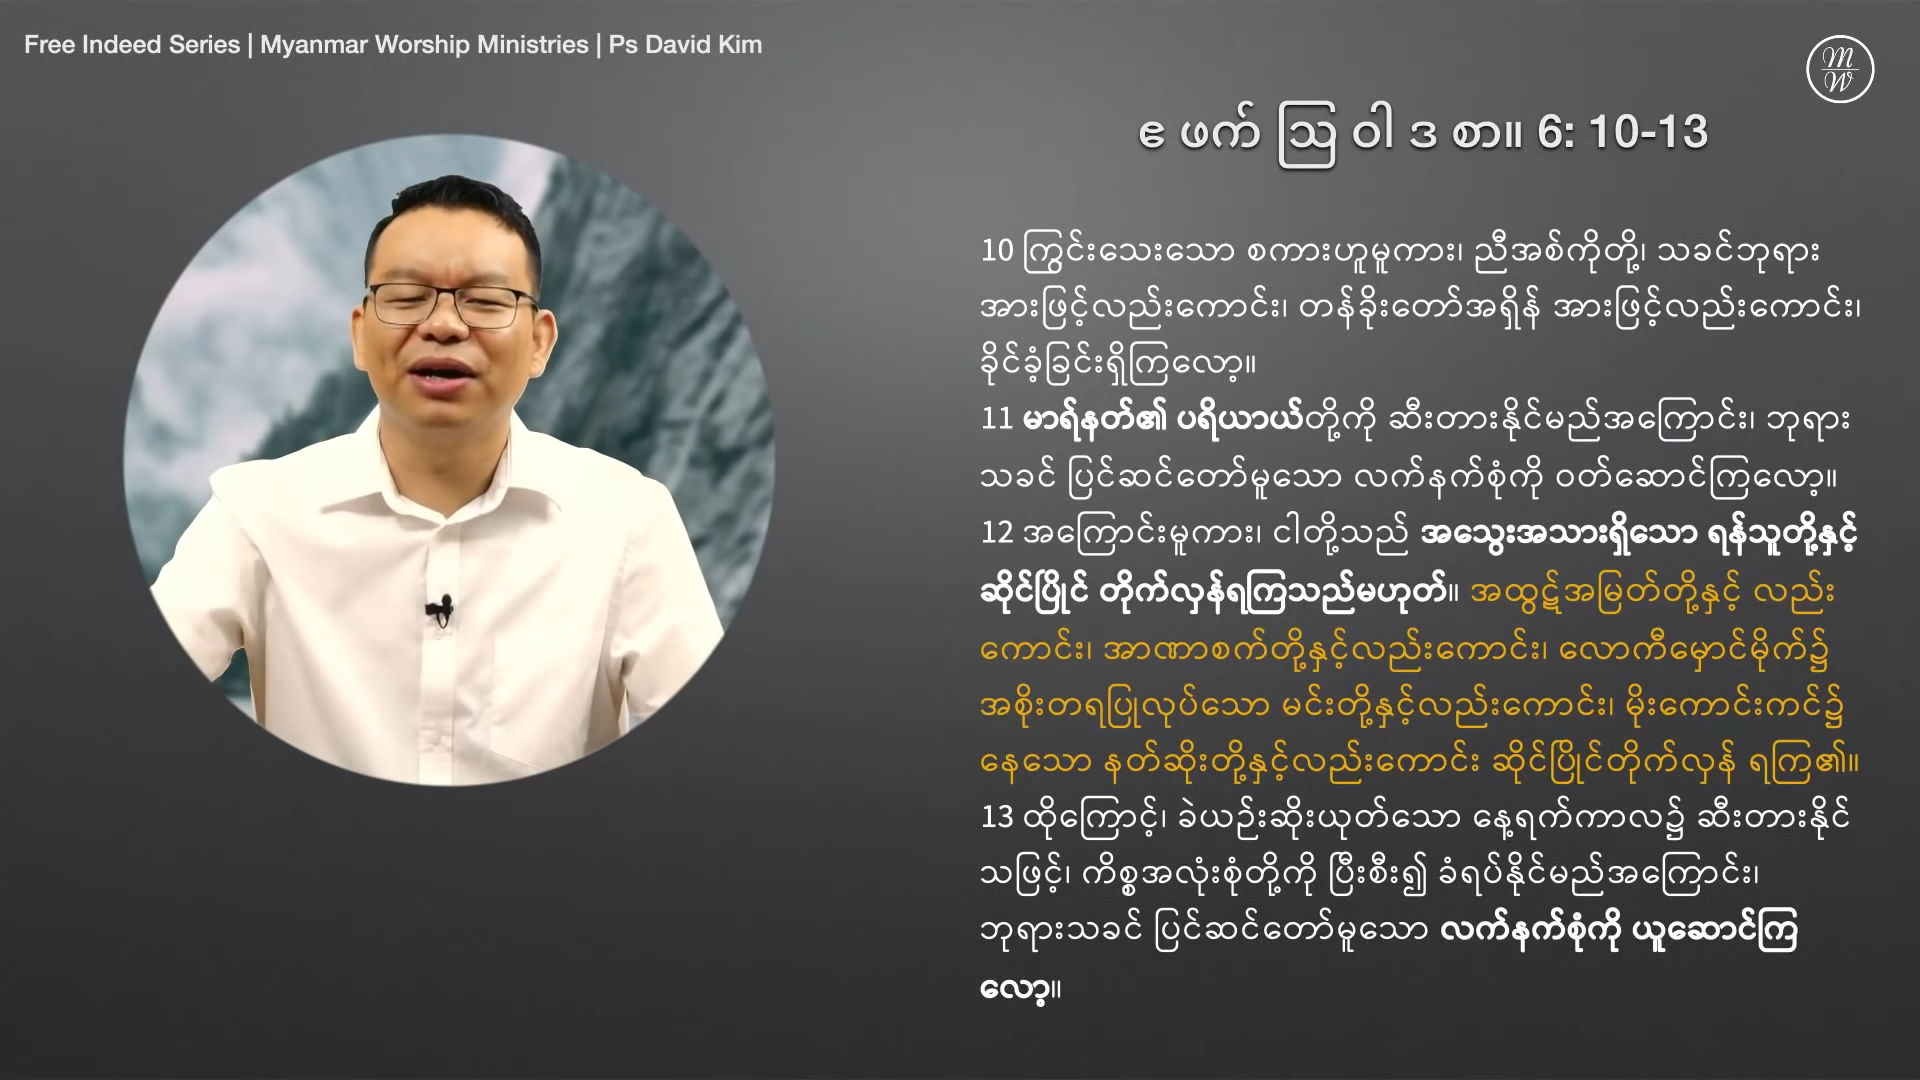 Free Indeed Series | Myanmar Worship Ministries | Ps David Kim
M
W
ဧ ဖက် ဩ ဝါ ဒ စာ။ 6: 10-13
10 ကြွင်းသေးသော စကားဟူမူကား၊ ညီအစ်ကိုတို့၊ သခင်ဘုရား
အားဖြင့်လည်းကောင်း၊ တန်ခိုးတော်အရှိန် အားဖြင့်လည်းကောင်း၊
ခိုင်ခံ့ခြင်းရှိကြလော့။
11 မာရ်နတ်၏ ပရိယာယ်တို့ကို ဆီးတားနိုင်မည်အကြောင်း၊ ဘုရား
သခင် ပြင်ဆင်တော်မူသော လက်နက်စုံကို ဝတ်ဆောင်ကြလော့။
12 အကြောင်းမူကား၊ ငါတို့သည် အသွေးအသားရှိသော ရန်သူတို့နှင့်
ဆိုင်ပြိုင် တိုက်လှန်ရကြသည်မဟုတ်။ အထွဋ်အမြတ်တို့နှင့် လည်း
ကောင်း၊ အာဏာစက်တို့နှင့်လည်းကောင်း၊ လောကီမှောင်မိုက်၌
အစိုးတရပြုလုပ်သော မင်းတို့နှင့်လည်းကောင်း၊ မိုးကောင်းကင်၌
နေသော နတ်ဆိုးတို့နှင့်လည်းကောင်း ဆိုင်ပြိုင်တိုက်လှန် ရကြ၏။
13 ထိုကြောင့်၊ ခဲယဉ်းဆိုးယုတ်သော နေ့ရက်ကာလ၌ ဆီးတားနိုင်
သဖြင့်၊ ကိစ္စအလုံးစုံတို့ကို ပြီးစီး၍ ခံရပ်နိုင်မည်အကြောင်း၊
ဘုရားသခင် ပြင်ဆင်တော်မူသော လက်နက်စုံကို ယူဆောင်ကြ
လော့။